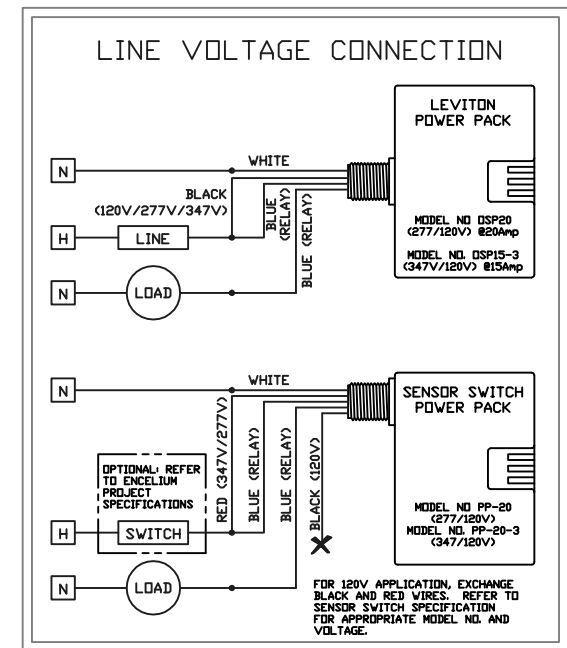 LINE VOLTAGE CONNECTION
LEVITON
POWER PACK
N
WHITE
BLACK
(120V/277V/347V)
BLUE
(RELAY)
BLUE (RELAY)
H
LINE
MODEL NO OSP20
(277/120V) @20Amp
MODEL NO. OSP15-3
(347V/120V) @15Amp
N
LOAD
N
WHITE
SENSOR SWITCH
POWER PACK
RED (347V/277V)
BLUE (RELAY)
BLUE (RELAY)
BLACK (120V)
OPTIONAL: REFER
TO ENCELIUM
PROJECT
SPECIFICATIONS
H
SWITCH
MODEL NO PP-20
(277/120V)
MODEL NO. PP-20-3
(347/120V)
N
LOAD
FOR 120V APPLICATION, EXCHANGE
BLACK AND RED WIRES. REFER TO
SENSOR SWITCH SPECIFICATION
FOR APPROPRIATE MODEL NO. AND
VOLTAGE.